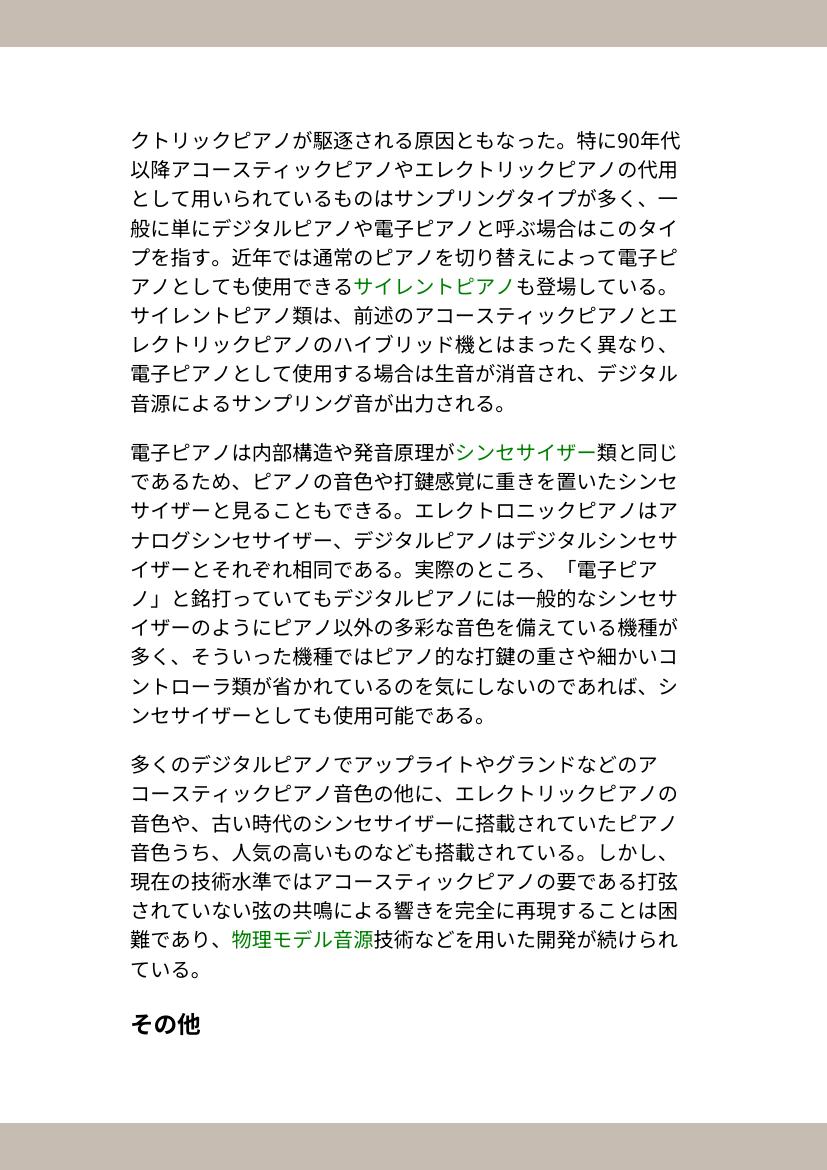 クトリックピアノが駆逐される原因ともなった。特に90年代
以降アコースティックピアノやエレクトリックピアノの代用
として用いられているものはサンプリングタイプが多く、一
般に単にデジタルピアノや電子ピアノと呼ぶ場合はこのタイ
プを指す。近年では通常のピアノを切り替えによって電子ピ
アノとしても使用できるサイレントピアノも登場している。
サイレントピアノ類は、前述のアコースティックピアノとエ
レクトリックピアノのハイブリッド機とはまったく異なり、
電子ピアノとして使用する場合は生音が消音され、デジタル
音源によるサンプリング音が出力される。
電子ピアノは内部構造や発音原理がシンセサイザー類と同じ
であるため、ピアノの音色や打鍵感覚に重きを置いたシンセ
サイザーと見ることもできる。エレクトロニックピアノはア
ナログシンセサイザー、デジタルピアノはデジタルシンセサ
イザーとそれぞれ相同である。実際のところ、「電子ピア
ノ」と銘打っていてもデジタルピアノには一般的なシンセサ
イザーのようにピアノ以外の多彩な音色を備えている機種が
多く、そういった機種ではピアノ的な打鍵の重さや細かいコ
ントローラ類が省かれているのを気にしないのであれば、シ
ンセサイザーとしても使用可能である。
多くのデジタルピアノでアップライトやグランドなどのア
コースティックピアノ音色の他に、エレクトリックピアノの
音色や、古い時代のシンセサイザーに搭載されていたピアノ
音色うち、人気の高いものなども搭載されている。しかし、
現在の技術水準ではアコースティックピアノの要である打弦
されていない弦の共鳴による響きを完全に再現することは困
難であり、物理モデル音源技術などを用いた開発が続けられ
ている。
その他